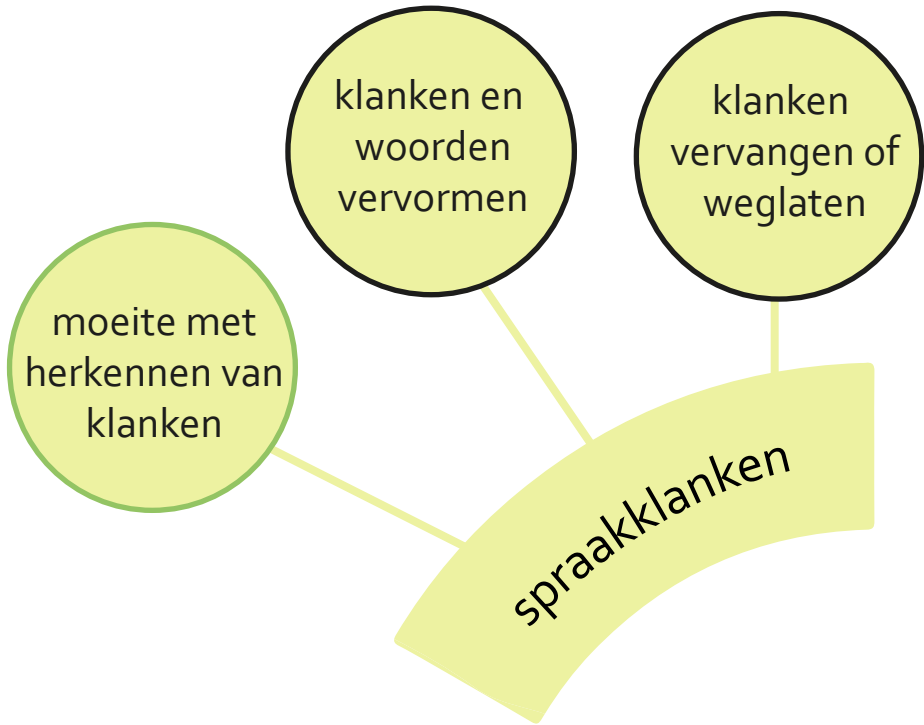 klanken en
woorden
vervormen
klanken
vervangen of
weglaten
moeite met
herkennen van
klanken
spraakklanken